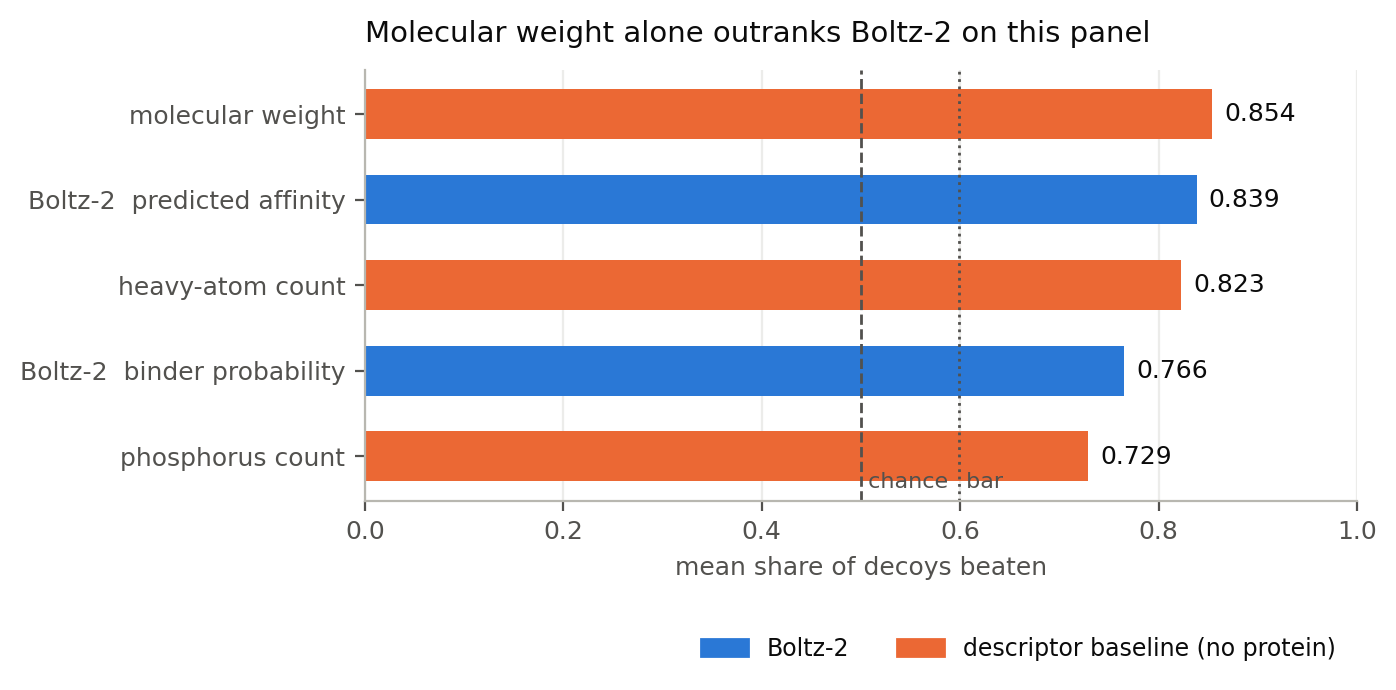 Molecular weight alone outranks Boltz-2 on this panel
molecular weight
0.854
Boltz-2 predicted affinity
0.839
heavy-atom count
0.823
Boltz-2 binder probability
0.766
phosphorus count
0.729
chance
bar
0.0 0.2 0.4 0.6 0.8 1.0
mean share of decoys beaten
Boltz-2
descriptor baseline (no protein)